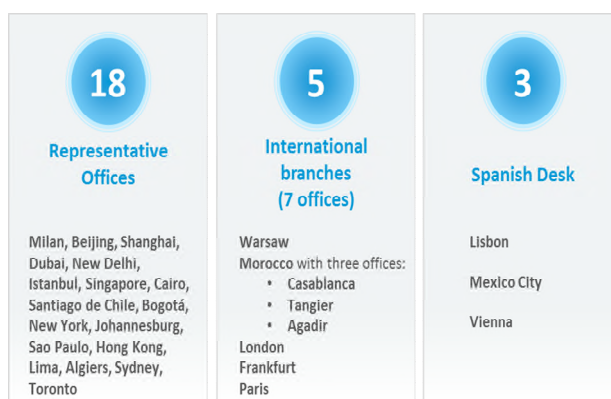 18
Representative
Offices
Milan, Beijing, Shanghai,
Dubai, New Delhi,
Istanbul, Singapore, Cairo,
Santiago de Chile, Bogotá,
New York, Johannesburg,
Sao Paulo, Hong Kong,
Lima, Algiers, Sydney,
Toronto
5
International
branches
(7 offices)
Warsaw
Morocco with three offices:
• Casablanca
• Tangier
• Agadir
London
Frankfurt
Paris
3
Spanish Desk
Lisbon
Mexico City
Vienna